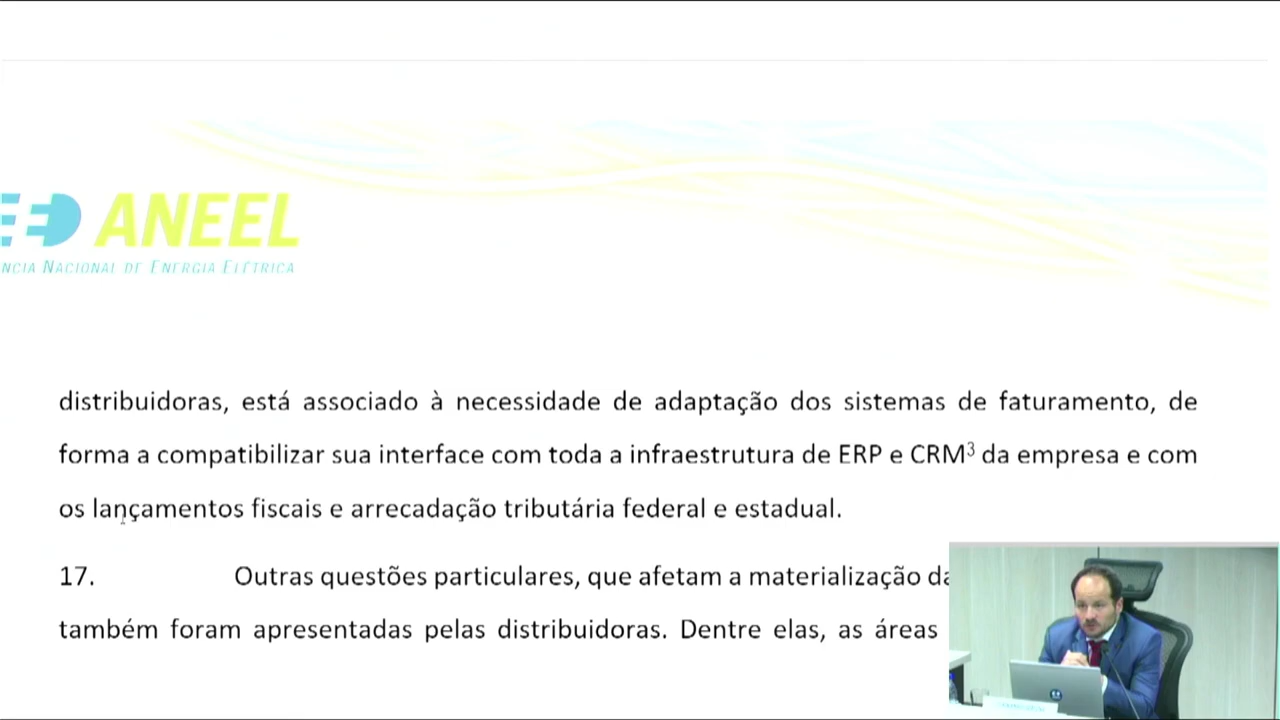 ANEEL
NCIA NACIONAL DE ENERGIA ELÉTRICA
distribuidoras, está associado à necessidade de adaptação dos sistemas de faturamento, de
forma a compatibilizar sua interface com toda a infraestrutura de ERP e CRM³ da empresa e com
os lançamentos fiscais e arrecadação tributária federal e estadual.
17. Outras questões particulares, que afetam a materialização da
também foram apresentadas pelas distribuidoras. Dentre elas, as áreas